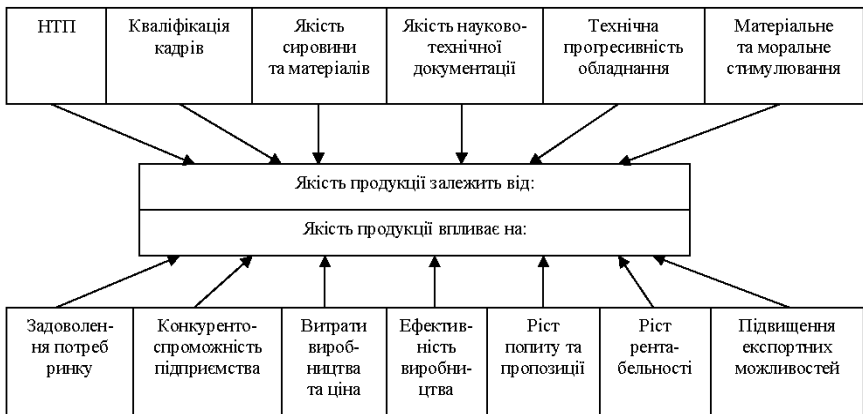 НТП
Кваліфікація
кадрів
Якість
сировини
та матеріалів
Якість науково-
технічної
документації
Технічна
прогресивність
обладнання
Матеріальне
та моральне
стимулювання
Якість продукції залежить від:
Якість продукції впливає на:
Задоволен-
ня потреб
ринку
Конкуренто-
спроможність
підприємства
Витрати
вироб-
ництва
та ціна
Ефектив-
ність
вироб-
ництва
Ріст
попиту та
пропозиції
Ріст
рента-
бельності
Підвищення
експортних
можливостей